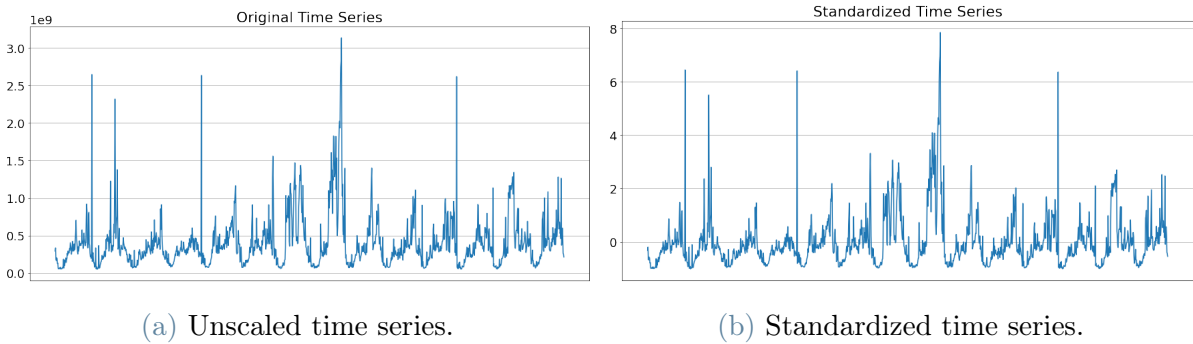 Original Time Series
1e9
3.0
2.5
2.0
1.5
1.0
0.5
0.0
(a) Unscaled time series.
Standardized Time Series
8
6
4
2
0
(b) Standardized time series.